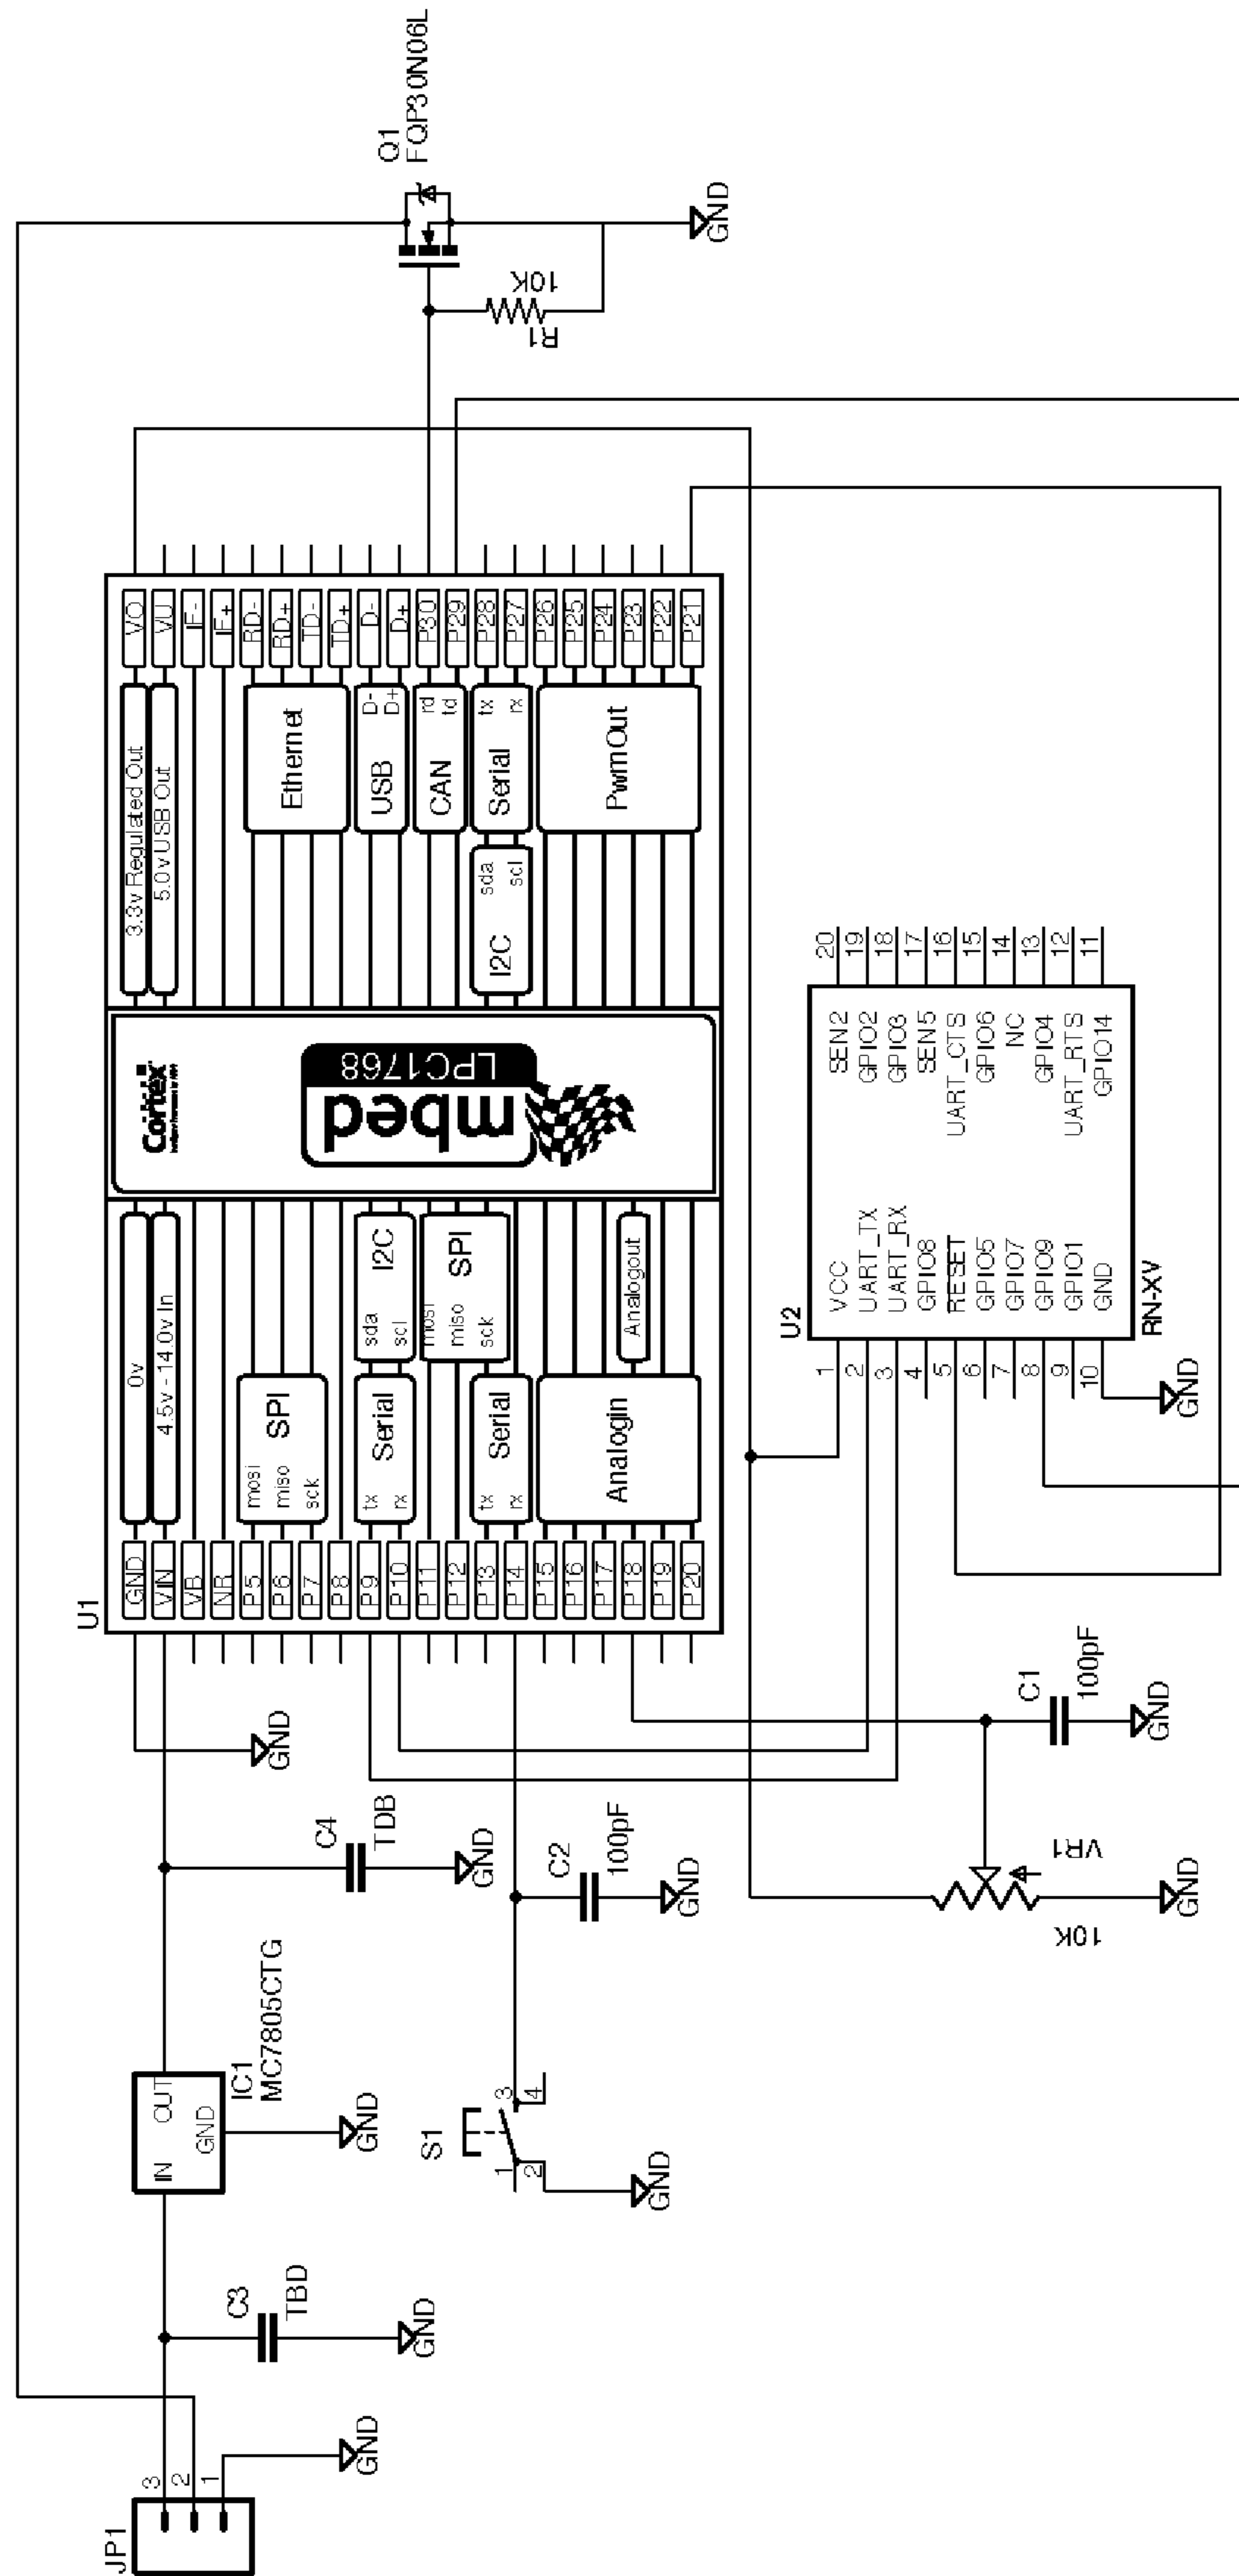 JP1
3
2
1
GND
C3
TBD
GND
IN
OUT
GND
IC1
MC7805CTG
GND
S1
1
2
3
4
GND
C4
TDB
GND
C2
100pF
GND
GND
VR1
10K
GND
C1
100pF
GND
U1
GND
VIN
VB
NR
P5
P6
P7
P8
P9
P10
P11
P12
P13
P14
P15
P16
P17
P18
P19
P20
0v
4.5v - 14.0v In
mosi
miso
sck
SPI
tx
rx
Serial
sda
scl
I2C
mosi
miso
sck
SPI
tx
rx
Serial
Analogin
Analogout
Cortex
mbed
LPC1768
3.3v Regulated Out
5.0v USB Out
Ethernet
USB
D-
D+
CAN
rd
td
I2C
sda
scl
Serial
tx
rx
PwmOut
VO
VU
IF-
IF+
RD-
RD+
TD-
TD+
D-
D+
P30
P29
P28
P27
P26
P25
P24
P23
P22
P21
U2
1
2
3
4
5
6
7
8
9
10
VCC
UART_TX
UART_RX
GPIO8
RESET
GPIO5
GPIO7
GPIO9
GPIO1
GND
SEN2
GPIO2
GPIO3
SEN5
UART_CTS
GPIO6
NC
GPIO4
UART_RTS
GPIO14
20
19
18
17
16
15
14
13
12
11
RN-XV
GND
R1
10K
Q1
FQP30N06L
GND